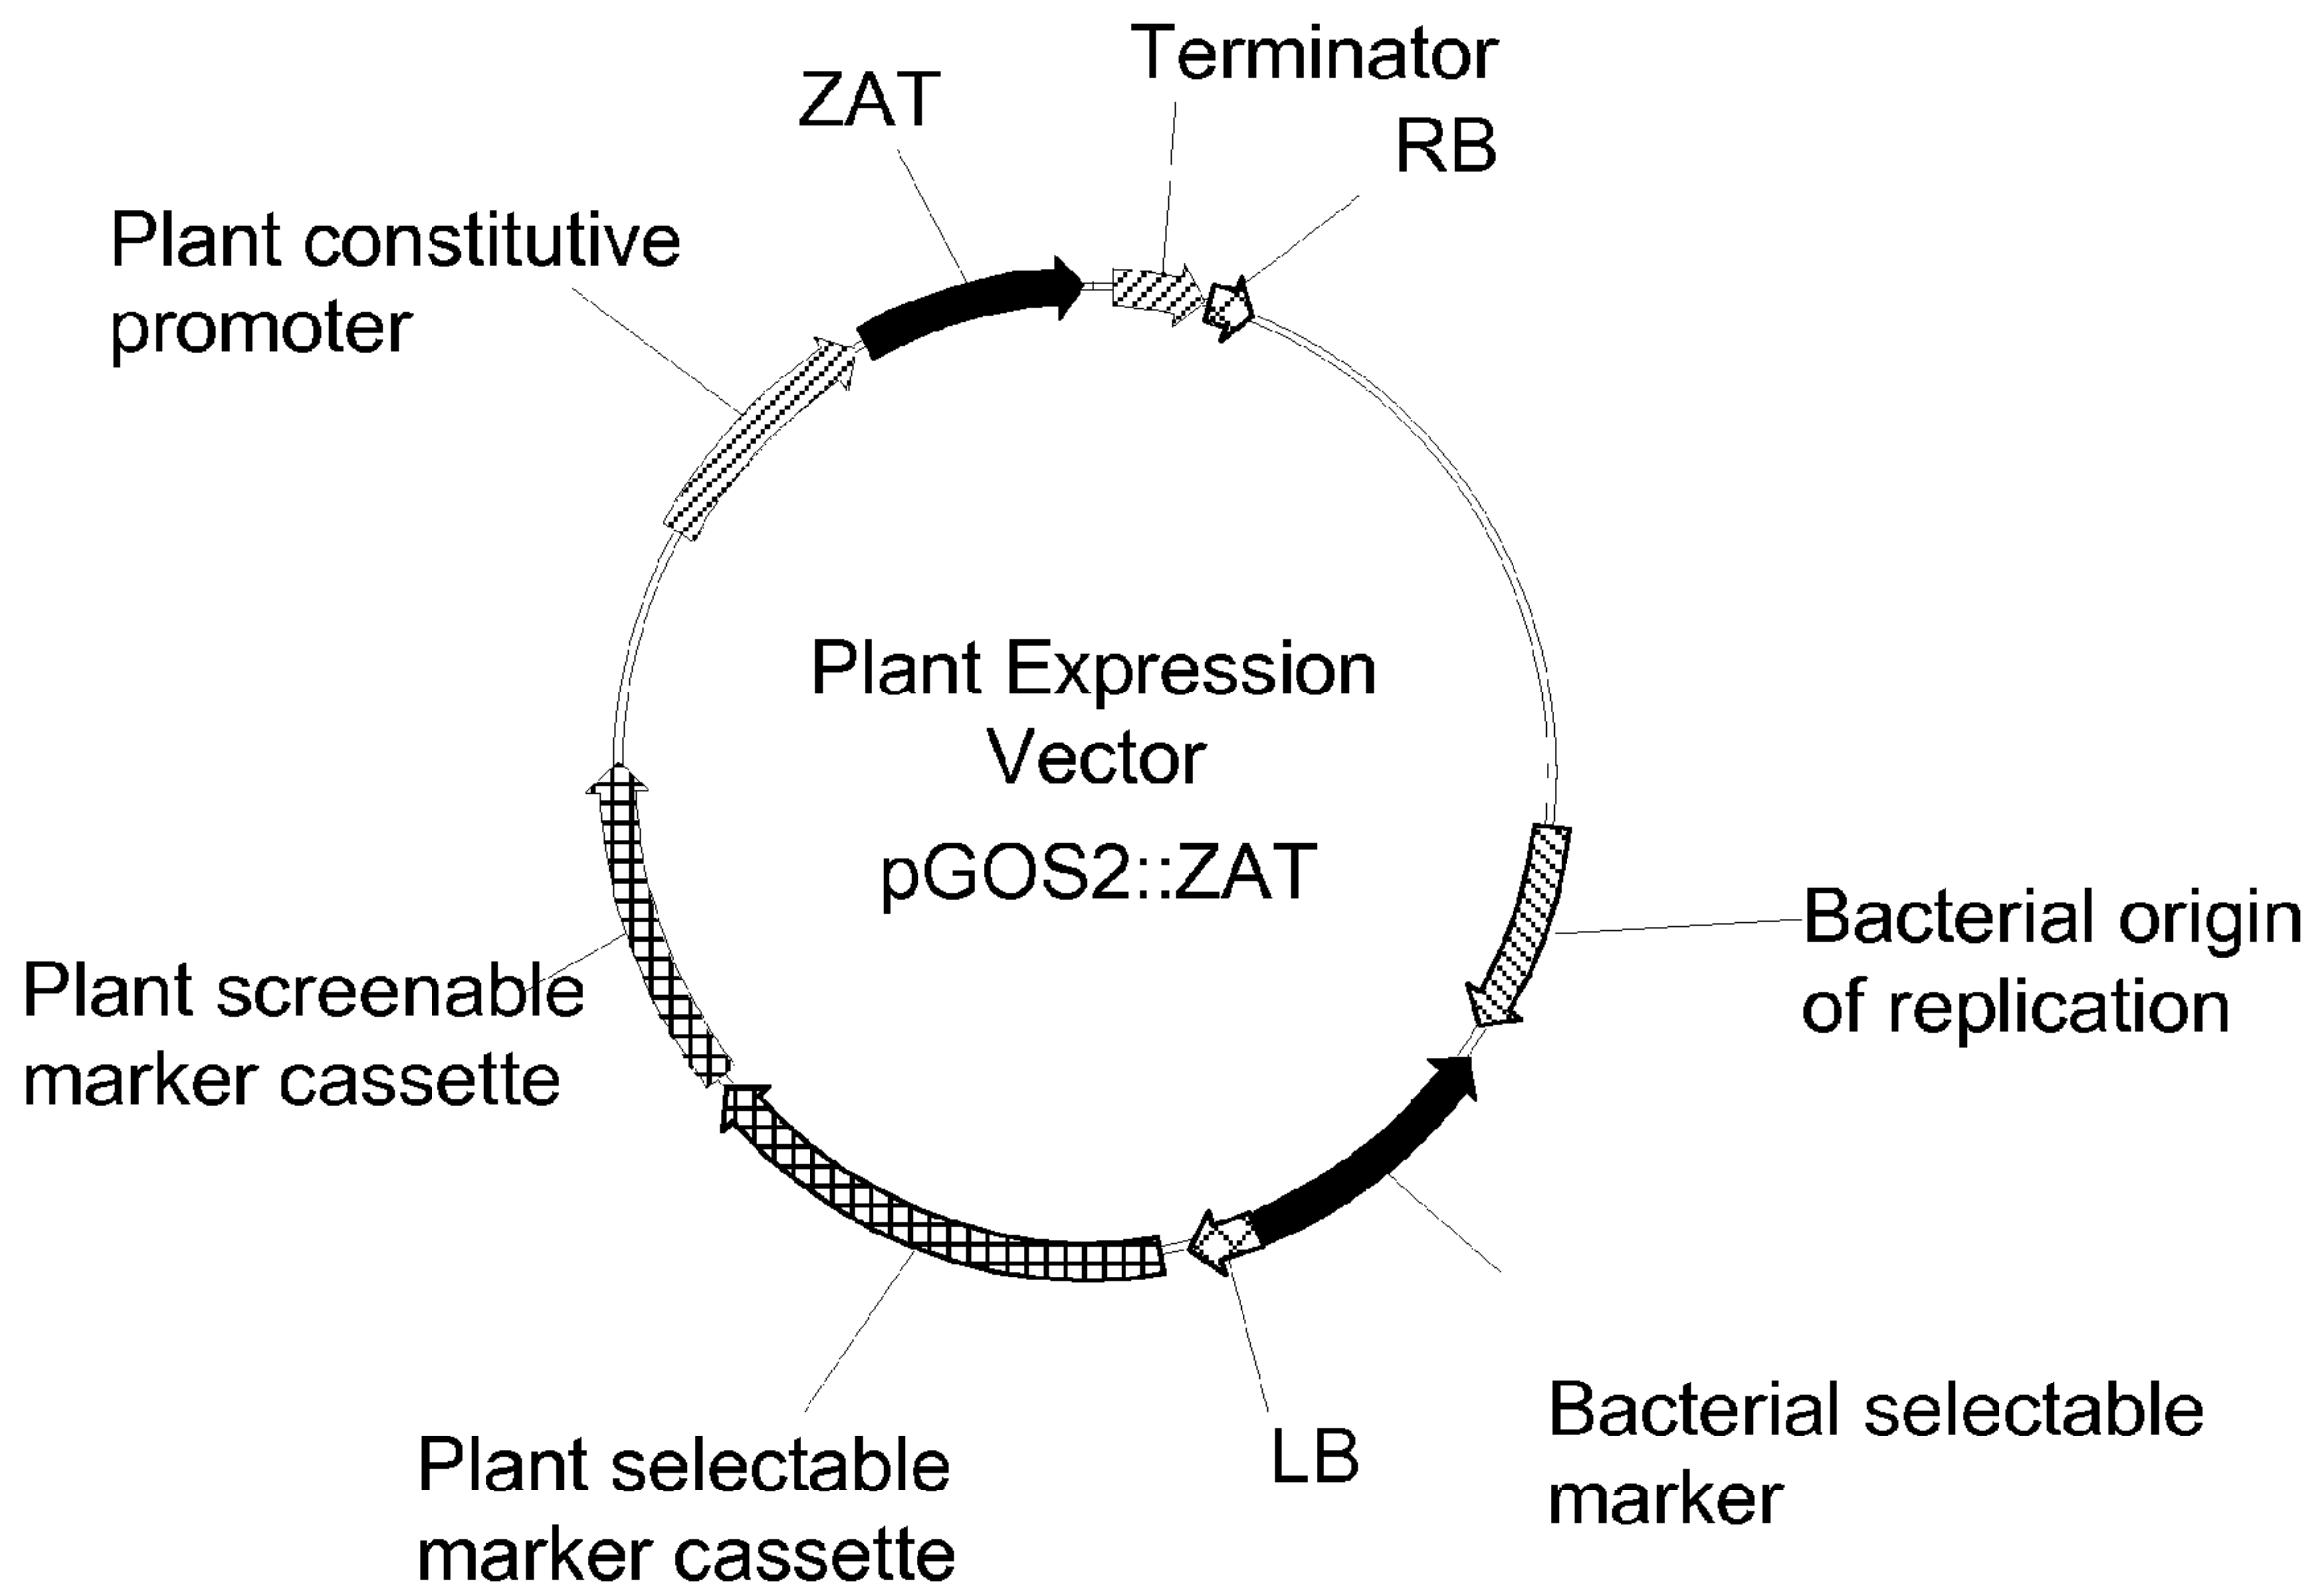 Terminator
ZAT
RB
Plant constitutive
promoter
Plant Expression
Vector
pGOS2::ZAT
Bacterial origin
of replication
Plant screenable
marker cassette
Bacterial selectable
marker
LB
Plant selectable
marker cassette